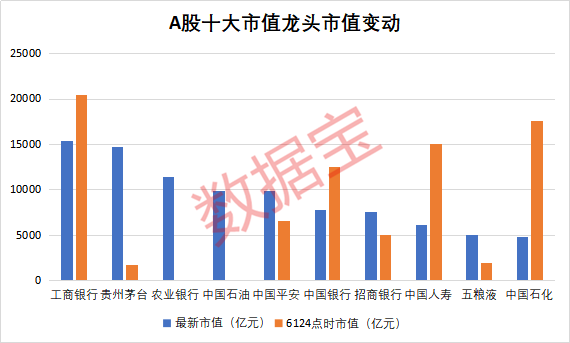 A股十大市值龙头市值变动
25000
20000
15000
10000
5000
0
数据宝
工商银行 贵州茅台 农业银行 中国石油 中国平安 中国银行 招商银行 中国人寿 五粮液 中国石化
最新市值（亿元） 6124点时市值（亿元）